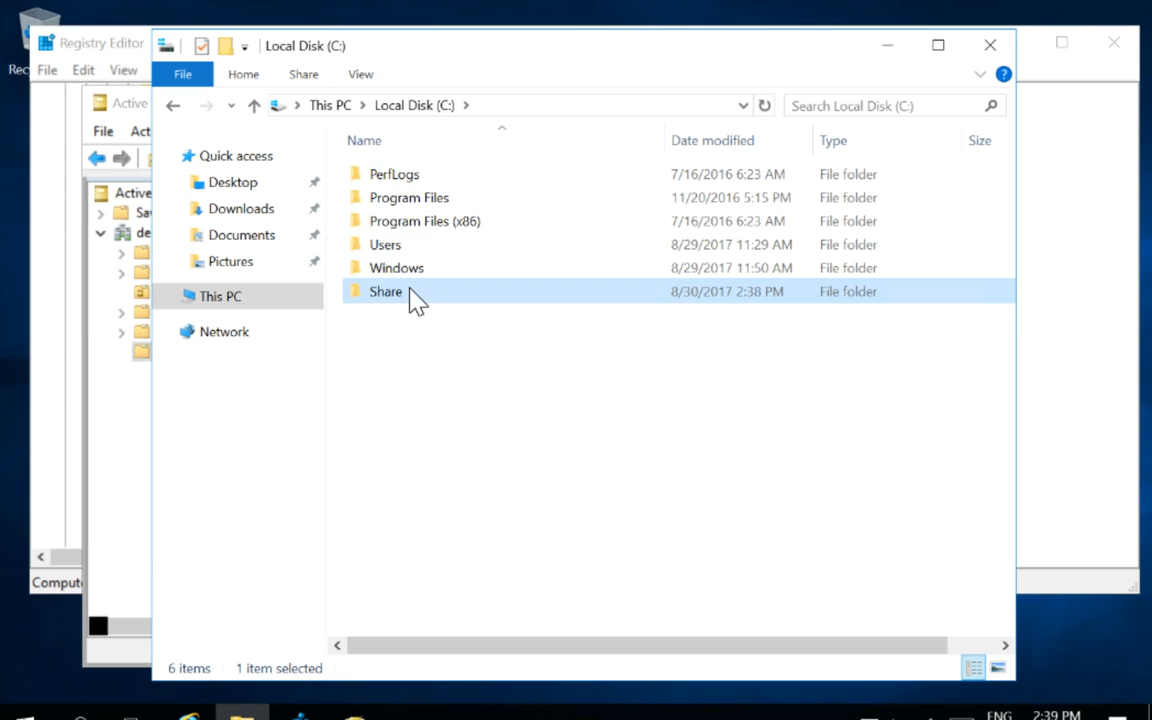 Rec
Registry Editor
File Edit View
Active
File Act
Active
Sav
de
Comput
Local Disk (C:)
File Home Share View
This PC Local Disk (C:)
Search Local Disk (C:)
Name Date modified Type Size
Quick access
Desktop
Downloads
Documents
Pictures
This PC
Network
PerfLogs 7/16/2016 6:23 AM File folder
Program Files 11/20/2016 5:15 PM File folder
Program Files (x86) 7/16/2016 6:23 AM File folder
Users 8/29/2017 11:29 AM File folder
Windows 8/29/2017 11:50 AM File folder
Share 8/30/2017 2:38 PM File folder
6 items 1 item selected
ENG 2:39 PM